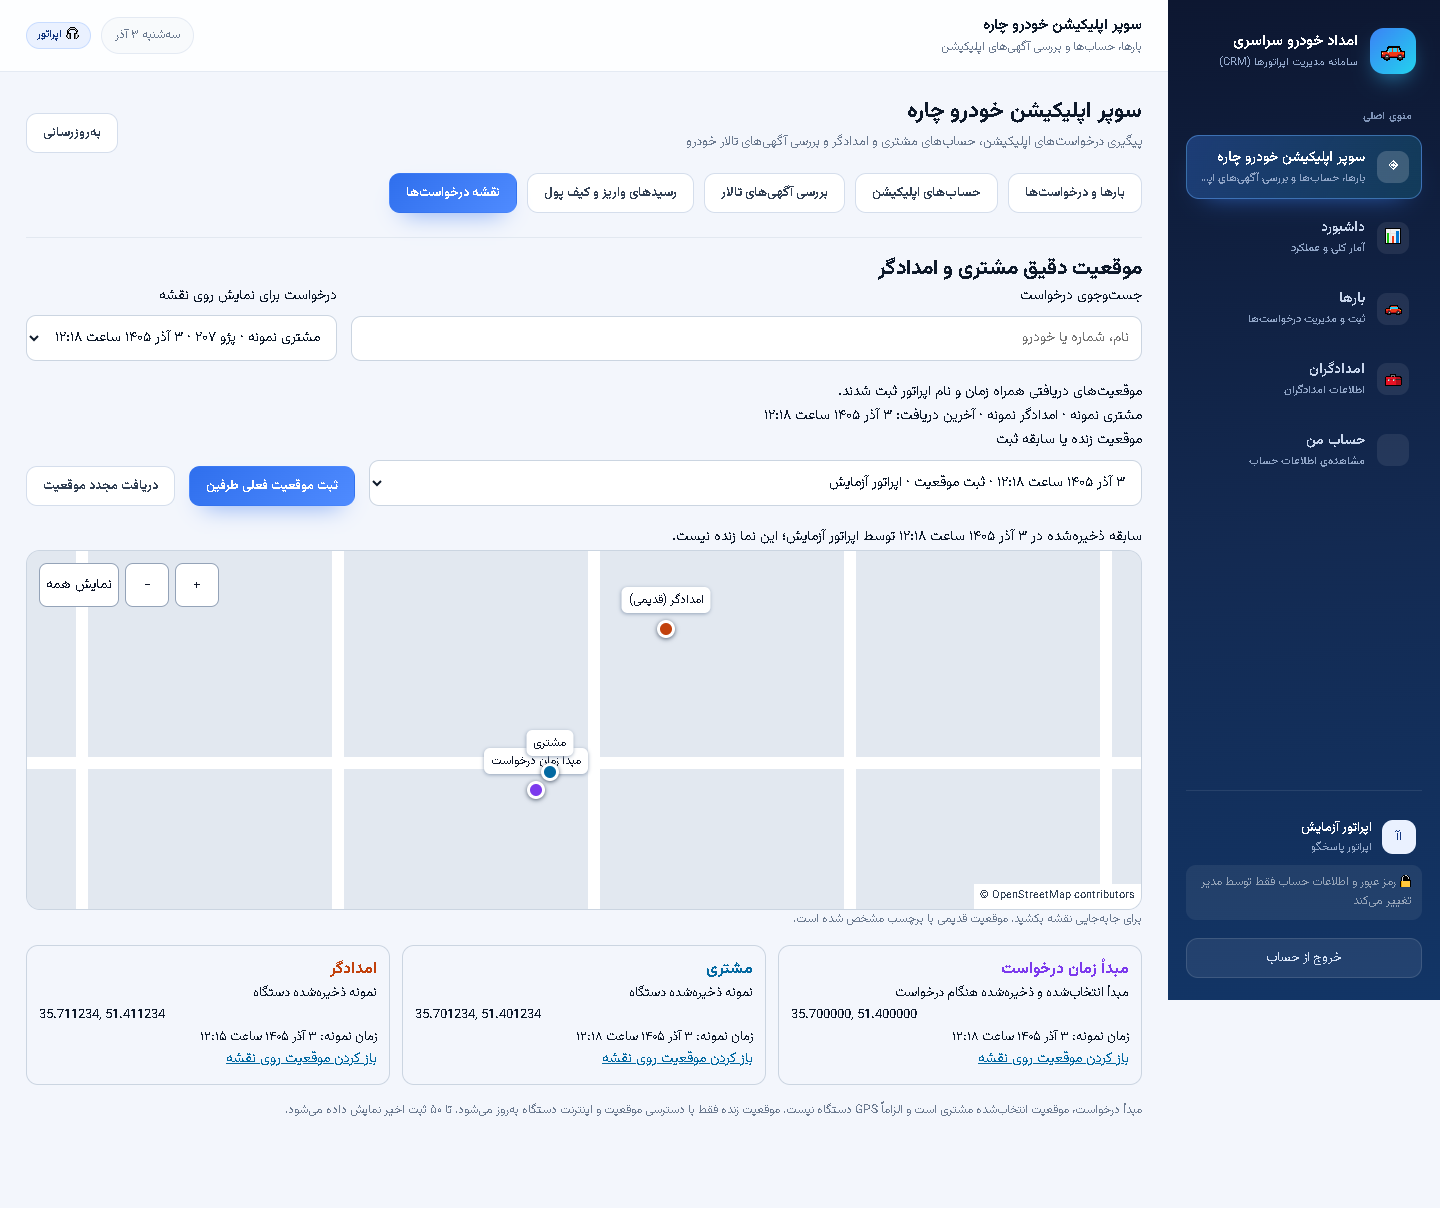 امداد خودرو سراسری
سامانه مدیریت اپراتورها (CRM)
منوی اصلی
سوپر اپلیکیشن خودرو چاره
بارها، حساب‌ها و بررسی آگهی‌های اپ...
داشبورد
آمار کلی و عملکرد
بارها
ثبت و مدیریت درخواست‌ها
امدادگران
اطلاعات امدادگران
حساب من
مشاهده‌ی اطلاعات حساب
اآ
اپراتور آزمایش
اپراتور پاسخگو
رمز عبور و اطلاعات حساب فقط توسط مدیر
تغییر می‌کند
خروج از حساب
سوپر اپلیکیشن خودرو چاره
بارها، حساب‌ها و بررسی آگهی‌های اپلیکیشن
سه‌شنبه ۳ آذر
اپراتور
سوپر اپلیکیشن خودرو چاره
پیگیری درخواست‌های اپلیکیشن، حساب‌های مشتری و امدادگر و بررسی آگهی‌های تالار خودرو
به‌روزرسانی
بارها و درخواست‌ها
حساب‌های اپلیکیشن
بررسی آگهی‌های تالار
رسیدهای واریز و کیف پول
نقشه درخواست‌ها
موقعیت دقیق مشتری و امدادگر
جست‌وجوی درخواست
نام، شماره یا خودرو
درخواست برای نمایش روی نقشه
مشتری نمونه · پژو ۲۰۷ · ۳ آذر ۱۴۰۵ ساعت ۱۲:۱۸
موقعیت‌های دریافتی همراه زمان و نام اپراتور ثبت شدند.
مشتری نمونه · امدادگر نمونه · آخرین دریافت: ۳ آذر ۱۴۰۵ ساعت ۱۲:۱۸
موقعیت زنده یا سابقه ثبت
۳ آذر ۱۴۰۵ ساعت ۱۲:۱۸ · ثبت موقعیت · اپراتور آزمایش
ثبت موقعیت فعلی طرفین
دریافت مجدد موقعیت
سابقه ذخیره‌شده در ۳ آذر ۱۴۰۵ ساعت ۱۲:۱۸ توسط اپراتور آزمایش؛ این نما زنده نیست.
+
−
نمایش همه
امدادگر (قدیمی)
مشتری
مبدأ زمان درخواست
© OpenStreetMap contributors
برای جابه‌جایی نقشه بکشید. موقعیت قدیمی با برچسب مشخص شده است.
مبدأ زمان درخواست
مبدأ انتخاب‌شده و ذخیره‌شده هنگام درخواست
35.700000, 51.400000
زمان نمونه: ۳ آذر ۱۴۰۵ ساعت ۱۲:۱۸
باز کردن موقعیت روی نقشه
مشتری
نمونه ذخیره‌شده دستگاه
35.701234, 51.401234
زمان نمونه: ۳ آذر ۱۴۰۵ ساعت ۱۲:۱۸
باز کردن موقعیت روی نقشه
امدادگر
نمونه ذخیره‌شده دستگاه
35.711234, 51.411234
زمان نمونه: ۳ آذر ۱۴۰۵ ساعت ۱۲:۱۵
باز کردن موقعیت روی نقشه
مبدأ درخواست، موقعیت انتخاب‌شده مشتری است و الزاماً GPS دستگاه نیست. موقعیت زنده فقط با دسترسی موقعیت و اینترنت دستگاه به‌روز می‌شود. تا ۵۰ ثبت اخیر نمایش داده می‌شود.